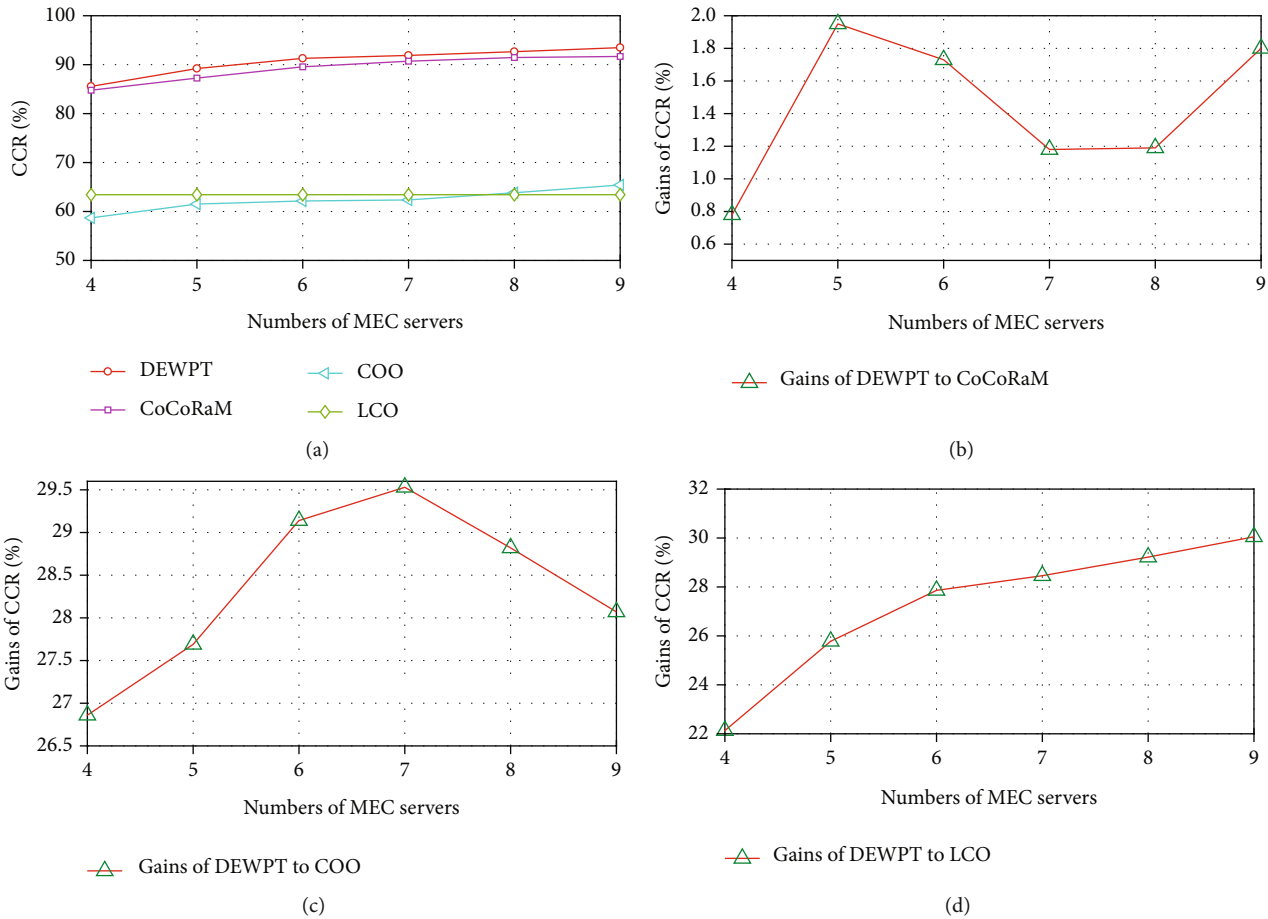 100
90
80
70
60
50
CCR (%)
4 5 6 7 8 9
Numbers of MEC servers
DEWPT
COO
CoCoRaM
LCO
(a)
2.0
1.8
1.6
1.4
1.2
1.0
0.8
0.6
Gains of CCR (%)
4 5 6 7 8 9
Numbers of MEC servers
Gains of DEWPT to CoCoRaM
(b)
29.5
29
28.5
28
27.5
27
26.5
Gains of CCR (%)
4 5 6 7 8 9
Numbers of MEC servers
Gains of DEWPT to COO
(c)
32
30
28
26
24
22
Gains of CCR (%)
4 5 6 7 8 9
Numbers of MEC servers
Gains of DEWPT to LCO
(d)